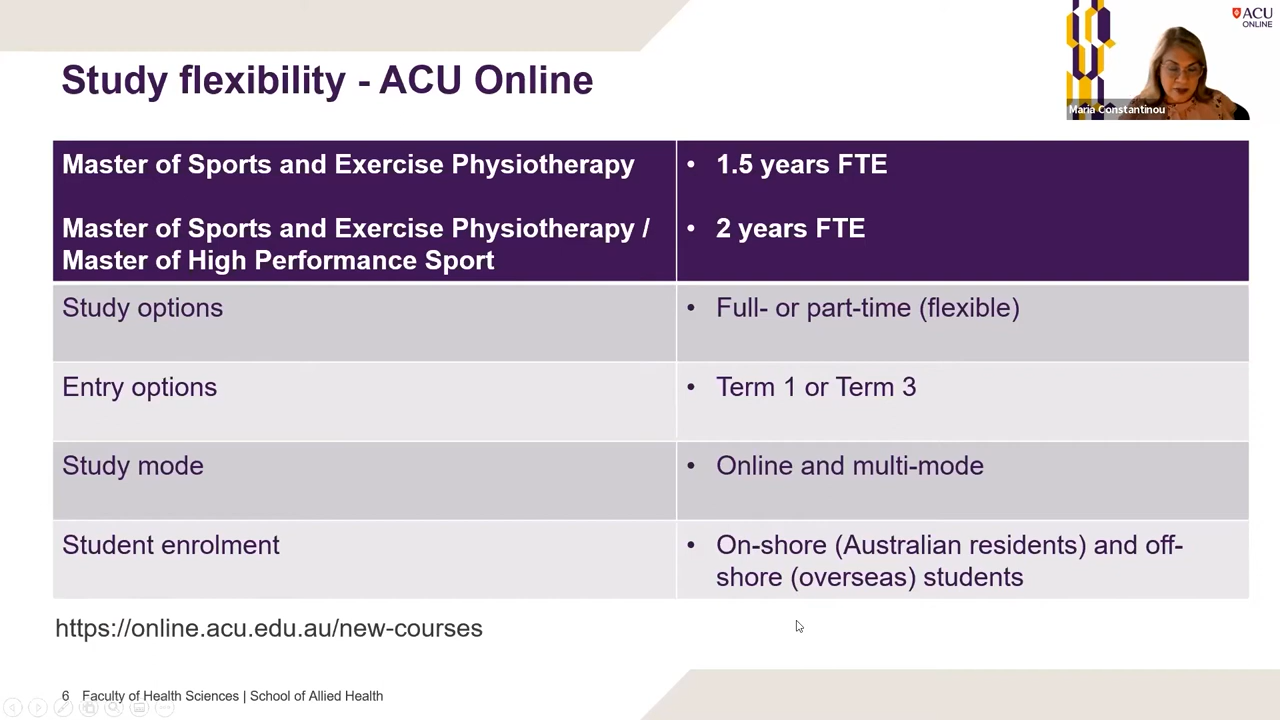 ACU
ONLINE
Study flexibility - ACU Online
Maria Constantinou
Master of Sports and Exercise Physiotherapy
• 1.5 years FTE
Master of Sports and Exercise Physiotherapy /
Master of High Performance Sport
• 2 years FTE
Study options
• Full- or part-time (flexible)
Entry options
• Term 1 or Term 3
Study mode
• Online and multi-mode
Student enrolment
• On-shore (Australian residents) and off-
shore (overseas) students
https://online.acu.edu.au/new-courses
6 Faculty of Health Sciences | School of Allied Health